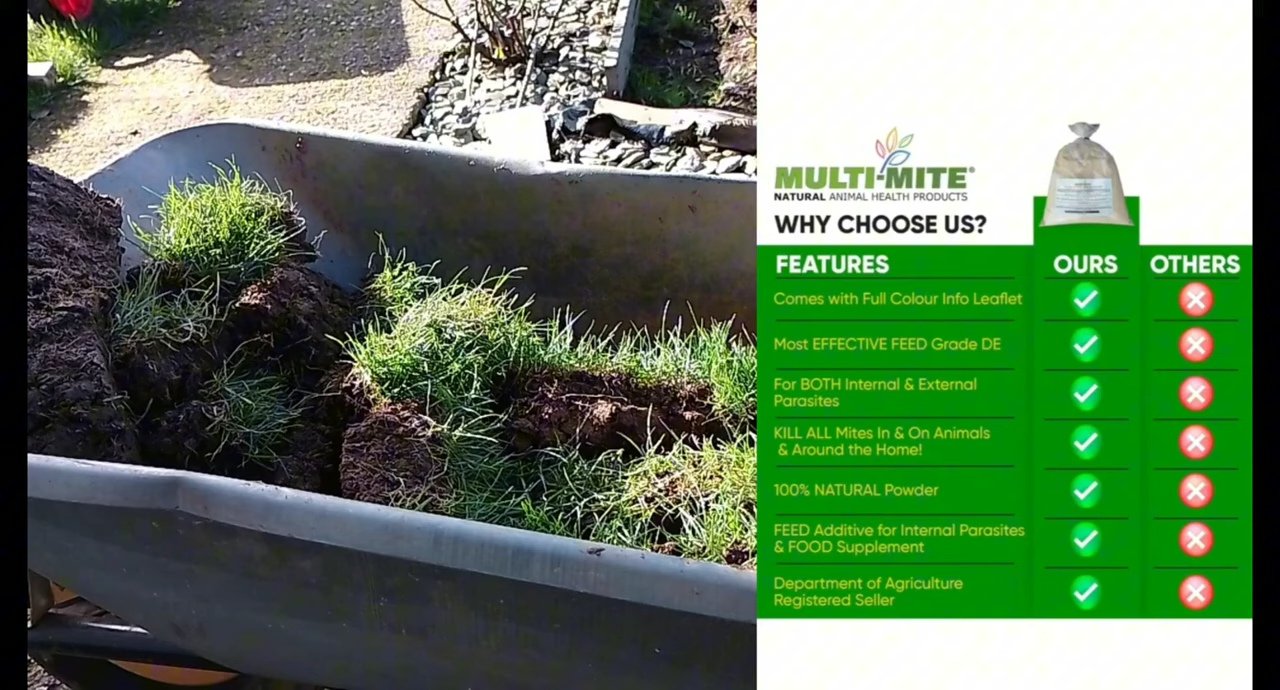 MULTI-MITE®
NATURAL ANIMAL HEALTH PRODUCTS
WHY CHOOSE US?
FEATURES OURS OTHERS
Comes with Full Colour Info Leaflet
Most EFFECTIVE FEED Grade DE
For BOTH Internal & External
Parasites
KILL ALL Mites In & On Animals
& Around the Home!
100% NATURAL Powder
FEED Additive for Internal Parasites
& FOOD Supplement
Department of Agriculture
Registered Seller